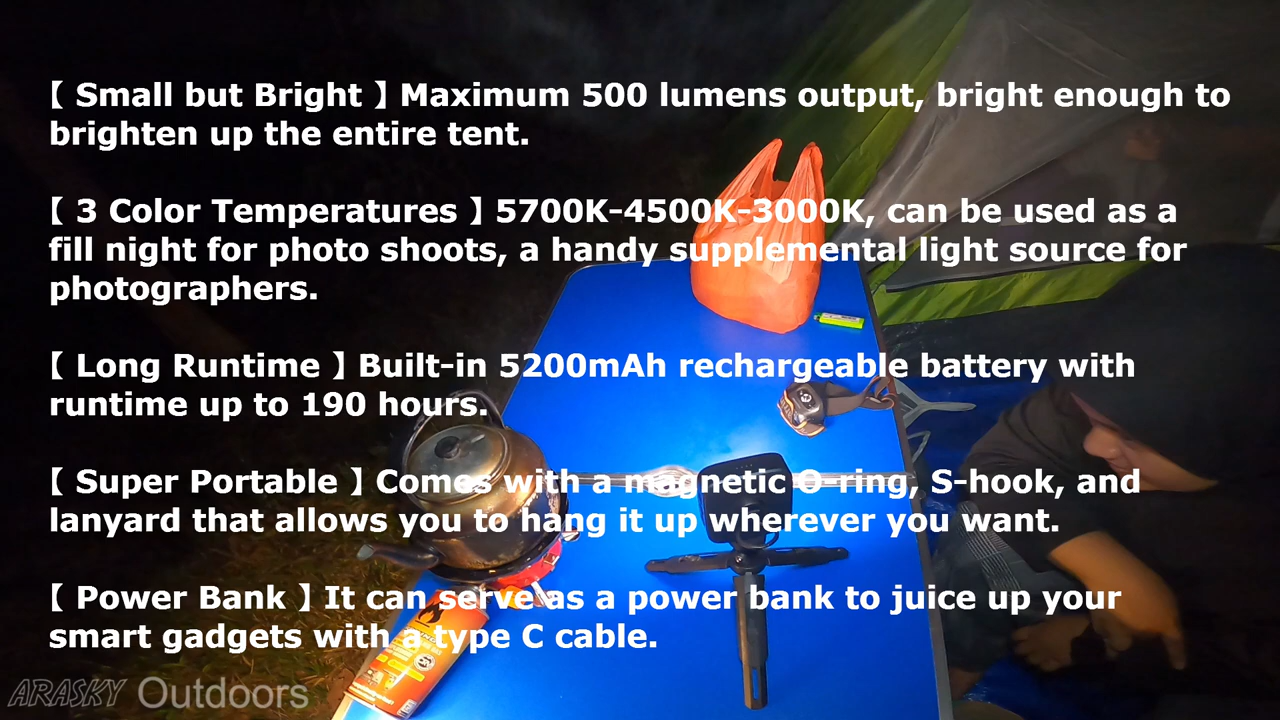 【 Small but Bright 】 Maximum 500 lumens output, bright enough to
brighten up the entire tent.
【 3 Color Temperatures 】 5700K-4500K-3000K, can be used as a
fill night for photo shoots, a handy supplemental light source for
photographers.
【 Long Runtime 】 Built-in 5200mAh rechargeable battery with
runtime up to 190 hours.
【 Super Portable 】 Comes with a magnetic O-ring, S-hook, and
lanyard that allows you to hang it up wherever you want.
【 Power Bank 】 It can serve as a power bank to juice up your
smart gadgets with a type C cable.
ARASKY Outdoors